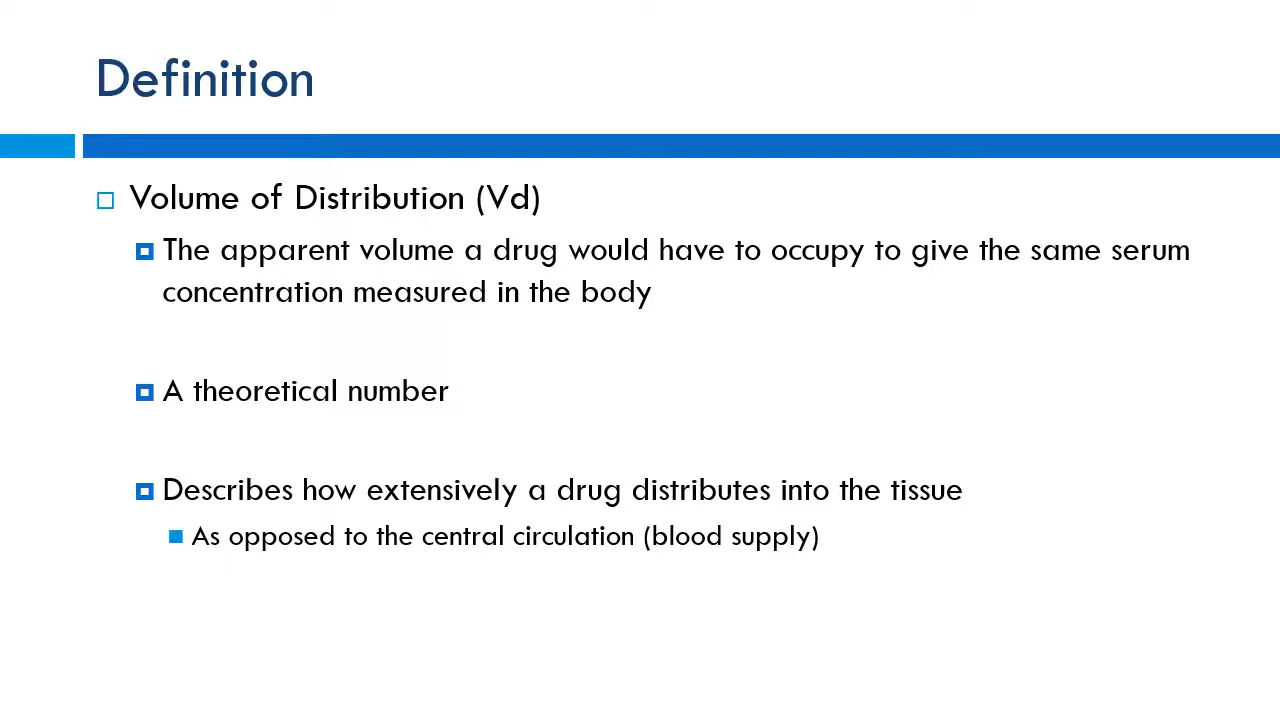 Definition
Volume of Distribution (Vd)
The apparent volume a drug would have to occupy to give the same serum
concentration measured in the body
A theoretical number
Describes how extensively a drug distributes into the tissue
As opposed to the central circulation (blood supply)